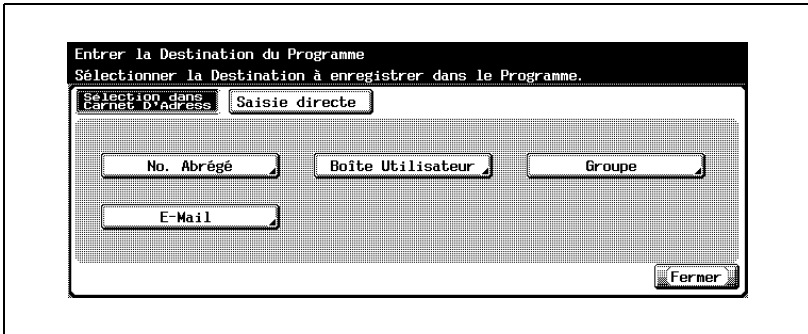 Entrer la Destination du Programme
Sélectionner la Destination à enregistrer dans le Programme.
Sélection dans
Carnet D'Adress
Saisie directe
No. Abrégé
Boîte Utilisateur
Groupe
E-Mail
Fermer